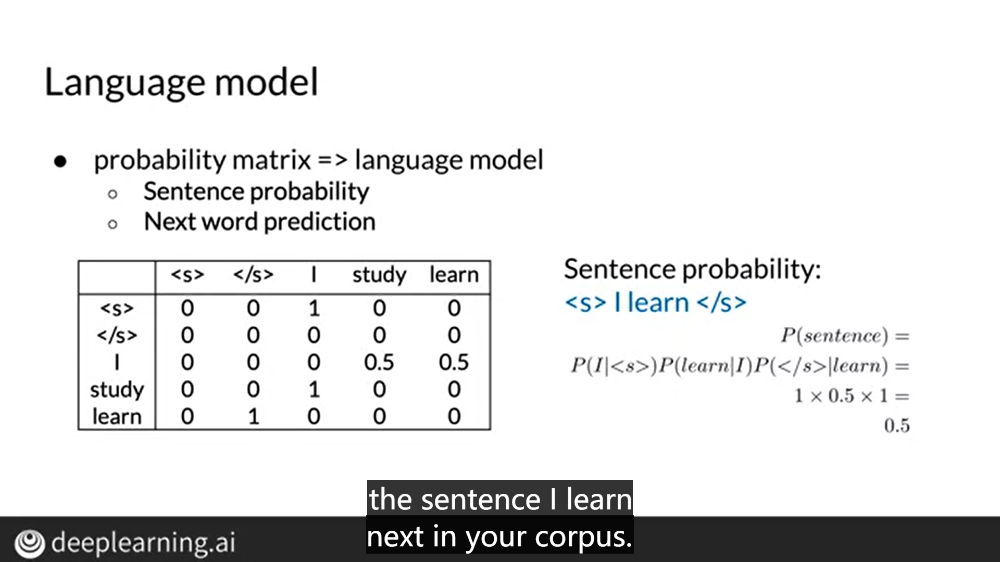 Language model
● probability matrix => language model
○ Sentence probability
○ Next word prediction
<s> </s> I study learn
<s> 0 0 1 0 0
</s> 0 0 0 0 0
I 0 0 0 0.5 0.5
study 0 0 1 0 0
learn 0 1 0 0 0
Sentence probability:
<s> I learn </s>
P(sentence) =
P(I|<s>)P(learn|I)P(</s>|learn) =
1 × 0.5 × 1 =
0.5
the sentence I learn
next in your corpus.
deeplearning.ai